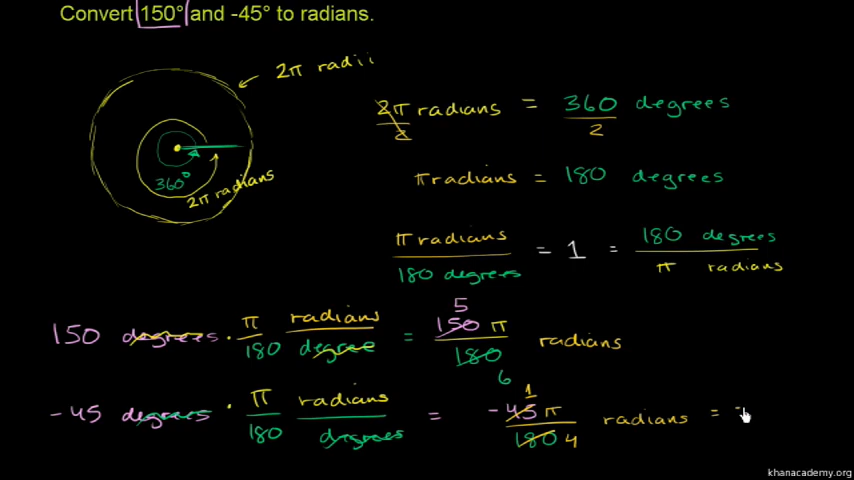 Convert 150° and -45° to radians.
2π radii
2π radians = 360 degrees
2 2
360°
2π radians
π radians = 180 degrees
π radians / 180 degrees = 1 = 180 degrees / π radians
150 degrees · π/180 radians/degree = 150π/180 radians
5
6
-45 degrees · π/180 radians/degrees = -45π/180 radians =
1
4
khanacademy.org